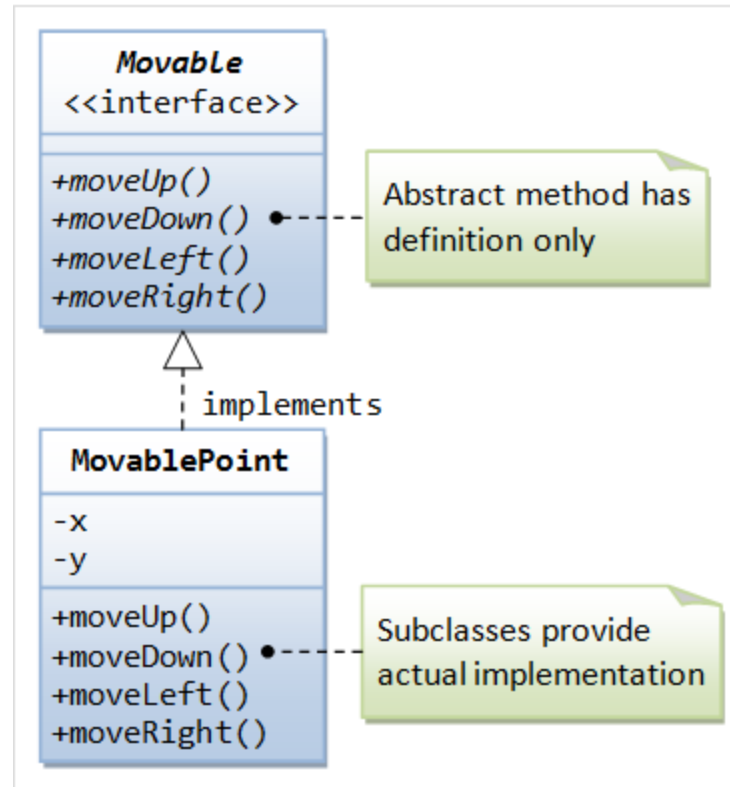 Movable
<<interface>>
+moveUp()
+moveDown()
+moveLeft()
+moveRight()
Abstract method has
definition only
implements
MovablePoint
-x
-y
+moveUp()
+moveDown()
+moveLeft()
+moveRight()
Subclasses provide
actual implementation